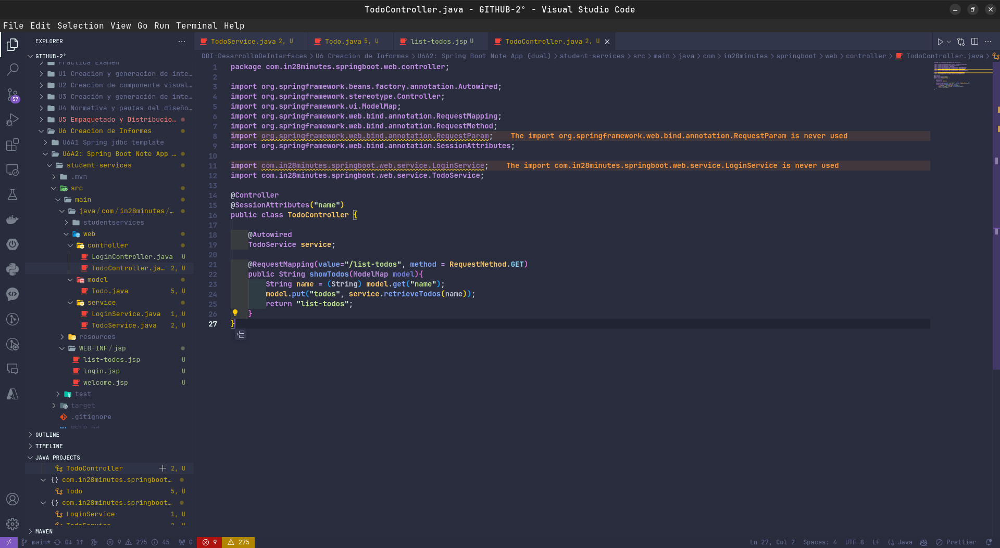 TodoController.java - GITHUB-2° - Visual Studio Code
File Edit Selection View Go Run Terminal Help
EXPLORER
GITHUB-2°
Practica Examen
U1 Creacion y generacion de inte…
U2 Creacion de componente visual…
U3 Creación y generación de inte…
U4 Normativa y pautas del diseño…
U5 Empaquetado y Distribucio…
U6 Creacion de Informes
U6A1 Spring jdbc template
U6A2: Spring Boot Note App …
student-services
.mvn
src
main
java/com/in28minutes/…
studentservices
web
controller
LoginController.java U
TodoController.ja… 2, U
model
Todo.java 5, U
service
LoginService.java 1, U
TodoService.java 2, U
resources
WEB-INF/jsp
list-todos.jsp U
login.jsp U
welcome.jsp U
test
target
.gitignore
HELP.md
OUTLINE
TIMELINE
JAVA PROJECTS
TodoController 2, U
{} com.in28minutes.springboot…
Todo 5, U
{} com.in28minutes.springboot…
LoginService 1, U
TodoService 2, U
MAVEN
57
TodoService.java 2, U
Todo.java 5, U
list-todos.jsp U
TodoController.java 2, U
DDI-DesarrolloDeInterfaces > U6 Creacion de Informes > U6A2: Spring Boot Note App (dual) > student-services > src > main > java > com > in28minutes > springboot > web > controller > TodoController.java >
1 package com.in28minutes.springboot.web.controller;
2
3 import org.springframework.beans.factory.annotation.Autowired;
4 import org.springframework.stereotype.Controller;
5 import org.springframework.ui.ModelMap;
6 import org.springframework.web.bind.annotation.RequestMapping;
7 import org.springframework.web.bind.annotation.RequestMethod;
8 import org.springframework.web.bind.annotation.RequestParam; The import org.springframework.web.bind.annotation.RequestParam is never used
9 import org.springframework.web.bind.annotation.SessionAttributes;
10
11 import com.in28minutes.springboot.web.service.LoginService; The import com.in28minutes.springboot.web.service.LoginService is never used
12 import com.in28minutes.springboot.web.service.TodoService;
13
14 @Controller
15 @SessionAttributes("name")
16 public class TodoController {
17
18 @Autowired
19 TodoService service;
20
21 @RequestMapping(value="/list-todos", method = RequestMethod.GET)
22 public String showTodos(ModelMap model){
23 String name = (String) model.get("name");
24 model.put("todos", service.retrieveTodos(name));
25 return "list-todos";
26 }
27 }
main* 0↓ 1↑ 9 275 45 0 9 275
Ln 27, Col 2 Spaces: 4 UTF-8 LF {} Java Prettier